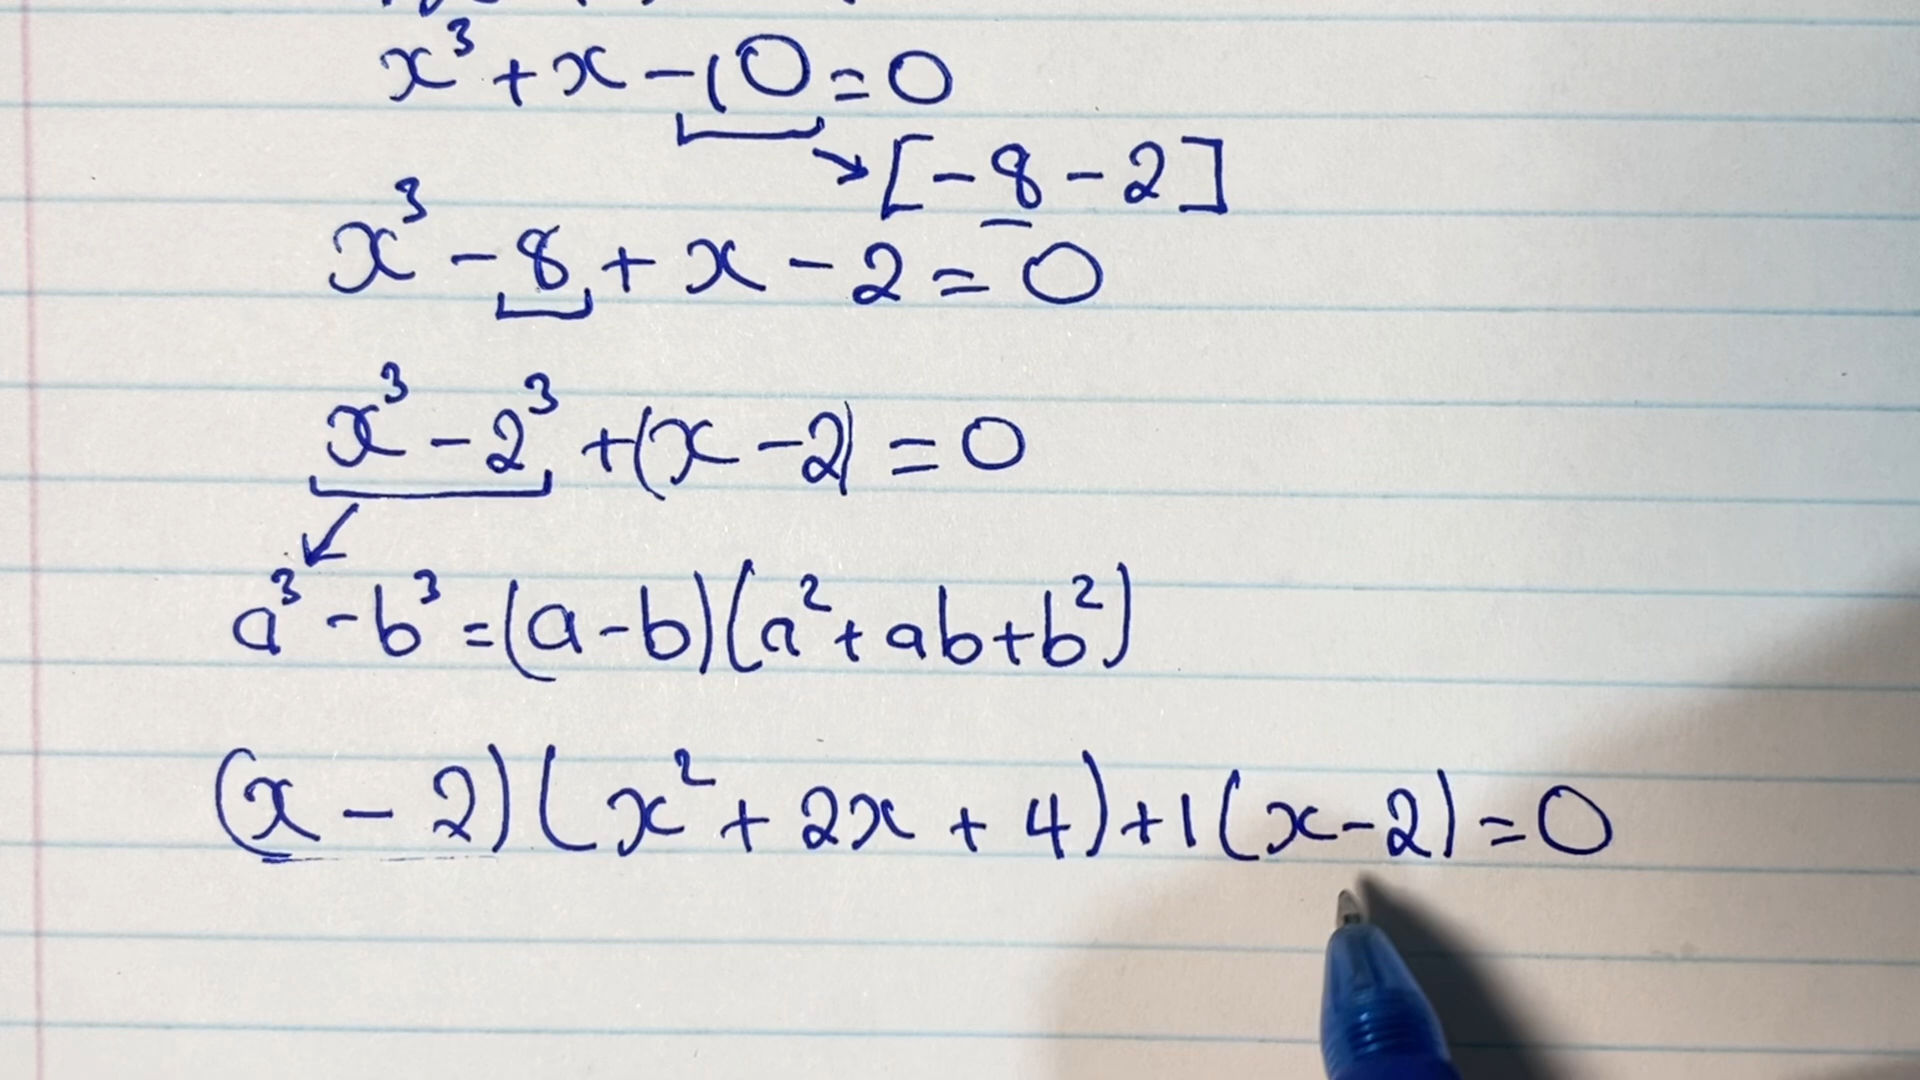 x³ + x - 10 = 0
→ [-8 - 2]
x³ - 8 + x - 2 = 0
x³ - 2³ + (x - 2) = 0
a³ - b³ = (a - b)(a² + ab + b²)
(x - 2)(x² + 2x + 4) + 1(x - 2) = 0